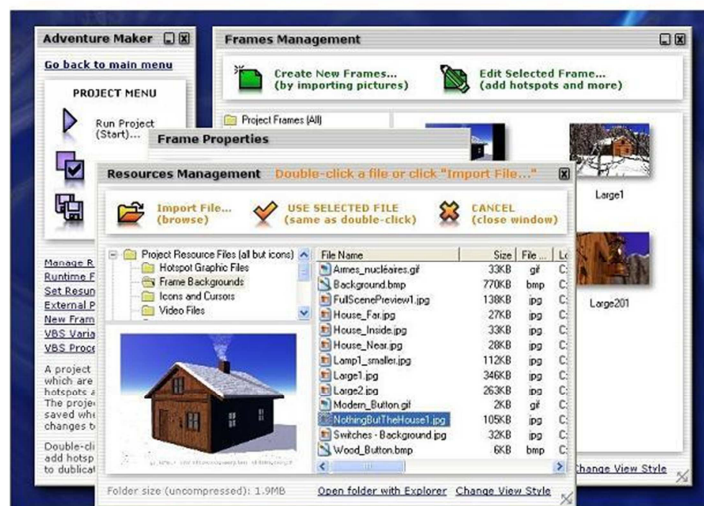 Adventure Maker
Go back to main menu
PROJECT MENU
Run Project
(Start)...
Manage R
Runtime F
Set Resun
External P
New Fram
VBS Varia
VBS Proce
A project
which are
hotspots a
The proje
saved whe
changes t
Double-cli
add hotsp
to dublicat
Frames Management
Create New Frames...
(by importing pictures)
Edit Selected Frame...
(add hotspots and more)
Project Frames (All)
Large1
Large201
Change View Style
Frame Properties
Resources Management Double-click a file or click "Import File..."
Import File...
(browse)
USE SELECTED FILE
(same as double-click)
CANCEL
(close window)
Project Resource Files (all but icons)
Hotspot Graphic Files
Frame Backgrounds
Icons and Cursors
Video Files
File Name Size File ... Lo
Armes_nucléaires.gif 33KB gif C:
Background.bmp 770KB bmp C:
FullScenePreview1.jpg 138KB jpg C:
House_Far.jpg 27KB jpg C:
House_Inside.jpg 33KB jpg C:
House_Near.jpg 28KB jpg C:
Lamp1_smaller.jpg 112KB jpg C:
Large1.jpg 346KB jpg C:
Large2.jpg 263KB jpg C:
Modern_Button.gif 2KB gif C:
NothingButTheHouse1.jpg 105KB jpg C:
Switches - Background.jpg 32KB jpg C:
Wood_Button.bmp 6KB bmp C:
Folder size (uncompressed): 1.9MB
Open folder with Explorer Change View Style